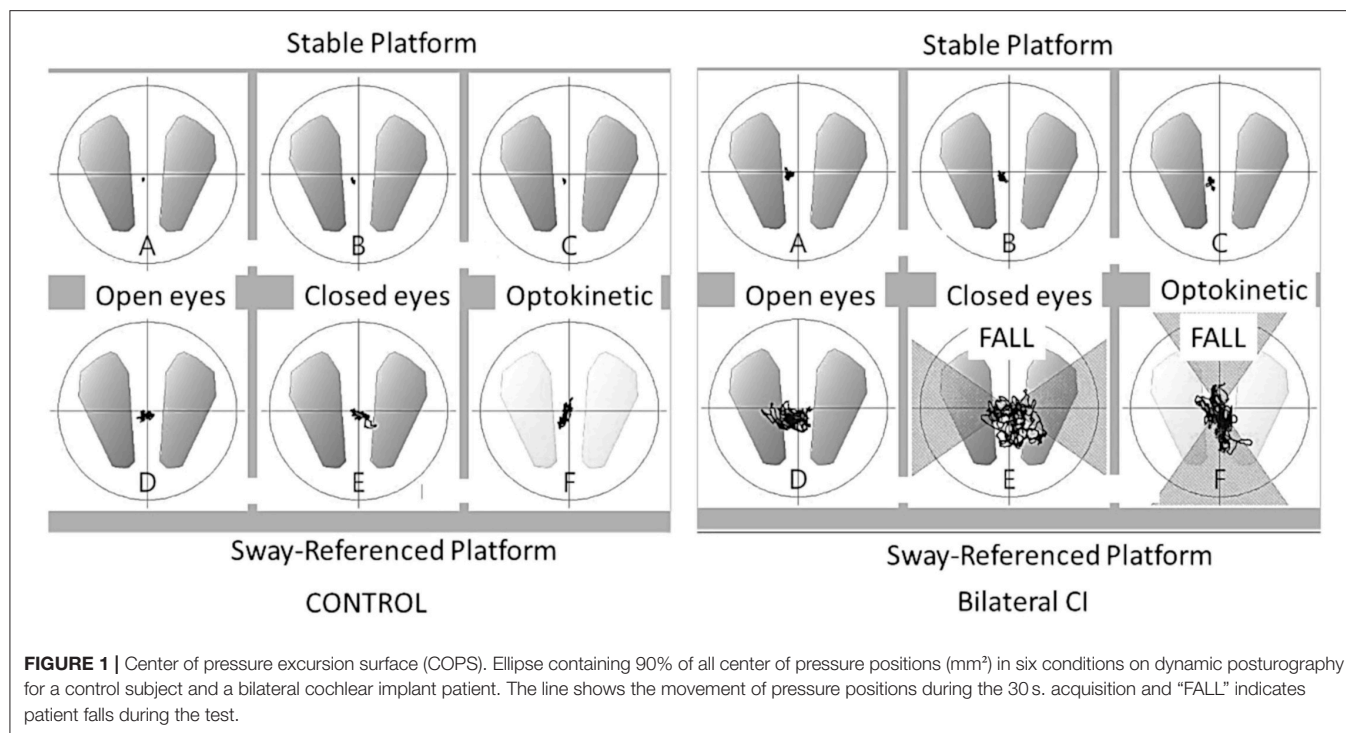 Stable Platform
A
B
C
Open eyes
Closed eyes
Optokinetic
D
E
F
Sway-Referenced Platform
CONTROL
Stable Platform
A
B
C
Open eyes
Closed eyes
Optokinetic
FALL
FALL
D
E
F
Sway-Referenced Platform
Bilateral CI
FIGURE 1 | Center of pressure excursion surface (COPS). Ellipse containing 90% of all center of pressure positions (mm²) in six conditions on dynamic posturography
for a control subject and a bilateral cochlear implant patient. The line shows the movement of pressure positions during the 30 s. acquisition and “FALL” indicates
patient falls during the test.